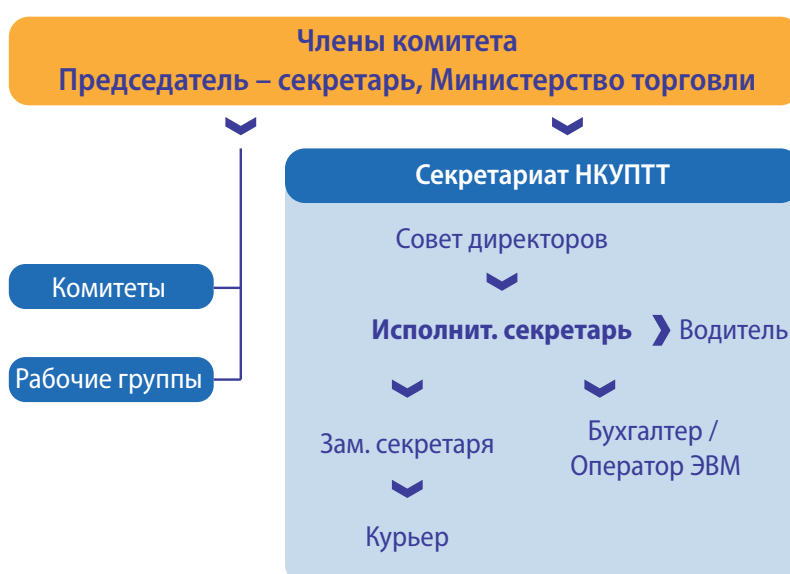 Члены комитета
Председатель – секретарь, Министерство торговли
Секретариат НКУПТТ
Совет директоров
Комитеты
Исполнит. секретарь
Водитель
Рабочие группы
Зам. секретаря
Бухгалтер /
Оператор ЭВМ
Курьер